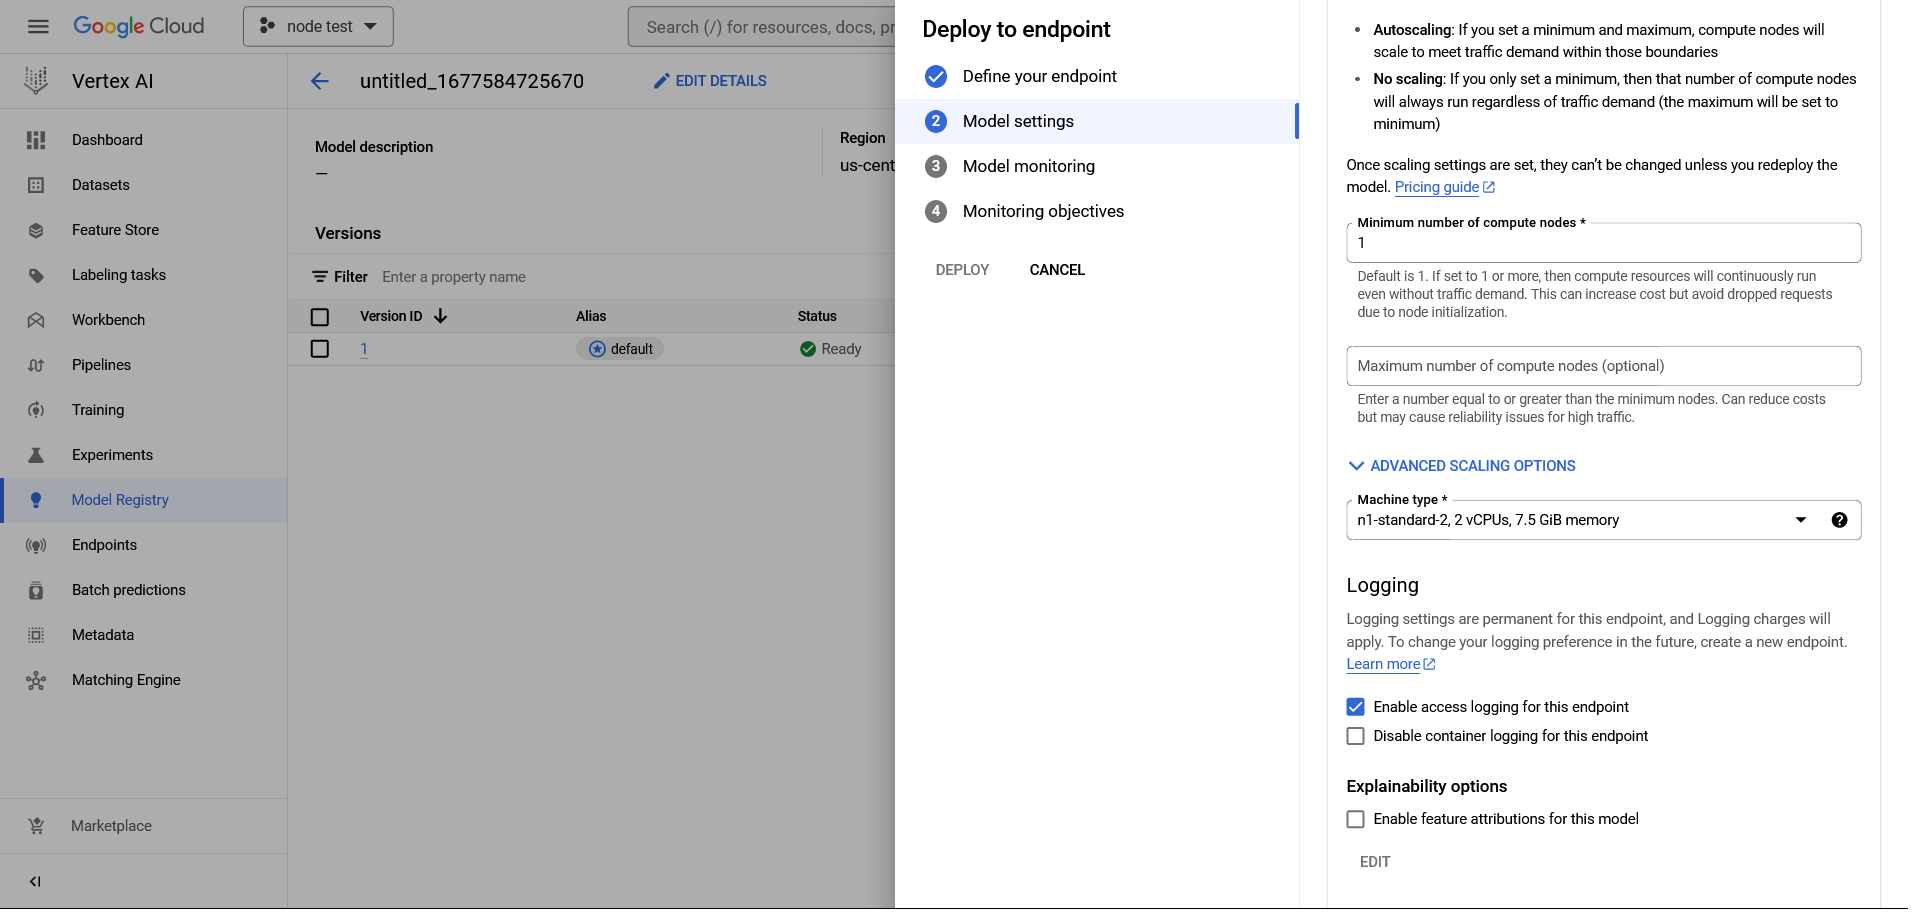 Google Cloud
node test
Search (/) for resources, docs, pr
Vertex AI
Dashboard
Datasets
Feature Store
Labeling tasks
Workbench
Pipelines
Training
Experiments
Model Registry
Endpoints
Batch predictions
Metadata
Matching Engine
Marketplace
untitled_1677584725670
EDIT DETAILS
Model description
—
Region
us-cent
Versions
Filter Enter a property name
Version ID Alias Status
1 default Ready
Deploy to endpoint
Define your endpoint
2 Model settings
3 Model monitoring
4 Monitoring objectives
DEPLOY CANCEL
• Autoscaling: If you set a minimum and maximum, compute nodes will
scale to meet traffic demand within those boundaries
• No scaling: If you only set a minimum, then that number of compute nodes
will always run regardless of traffic demand (the maximum will be set to
minimum)
Once scaling settings are set, they can’t be changed unless you redeploy the
model. Pricing guide
Minimum number of compute nodes *
1
Default is 1. If set to 1 or more, then compute resources will continuously run
even without traffic demand. This can increase cost but avoid dropped requests
due to node initialization.
Maximum number of compute nodes (optional)
Enter a number equal to or greater than the minimum nodes. Can reduce costs
but may cause reliability issues for high traffic.
ADVANCED SCALING OPTIONS
Machine type *
n1-standard-2, 2 vCPUs, 7.5 GiB memory
Logging
Logging settings are permanent for this endpoint, and Logging charges will
apply. To change your logging preference in the future, create a new endpoint.
Learn more
Enable access logging for this endpoint
Disable container logging for this endpoint
Explainability options
Enable feature attributions for this model
EDIT